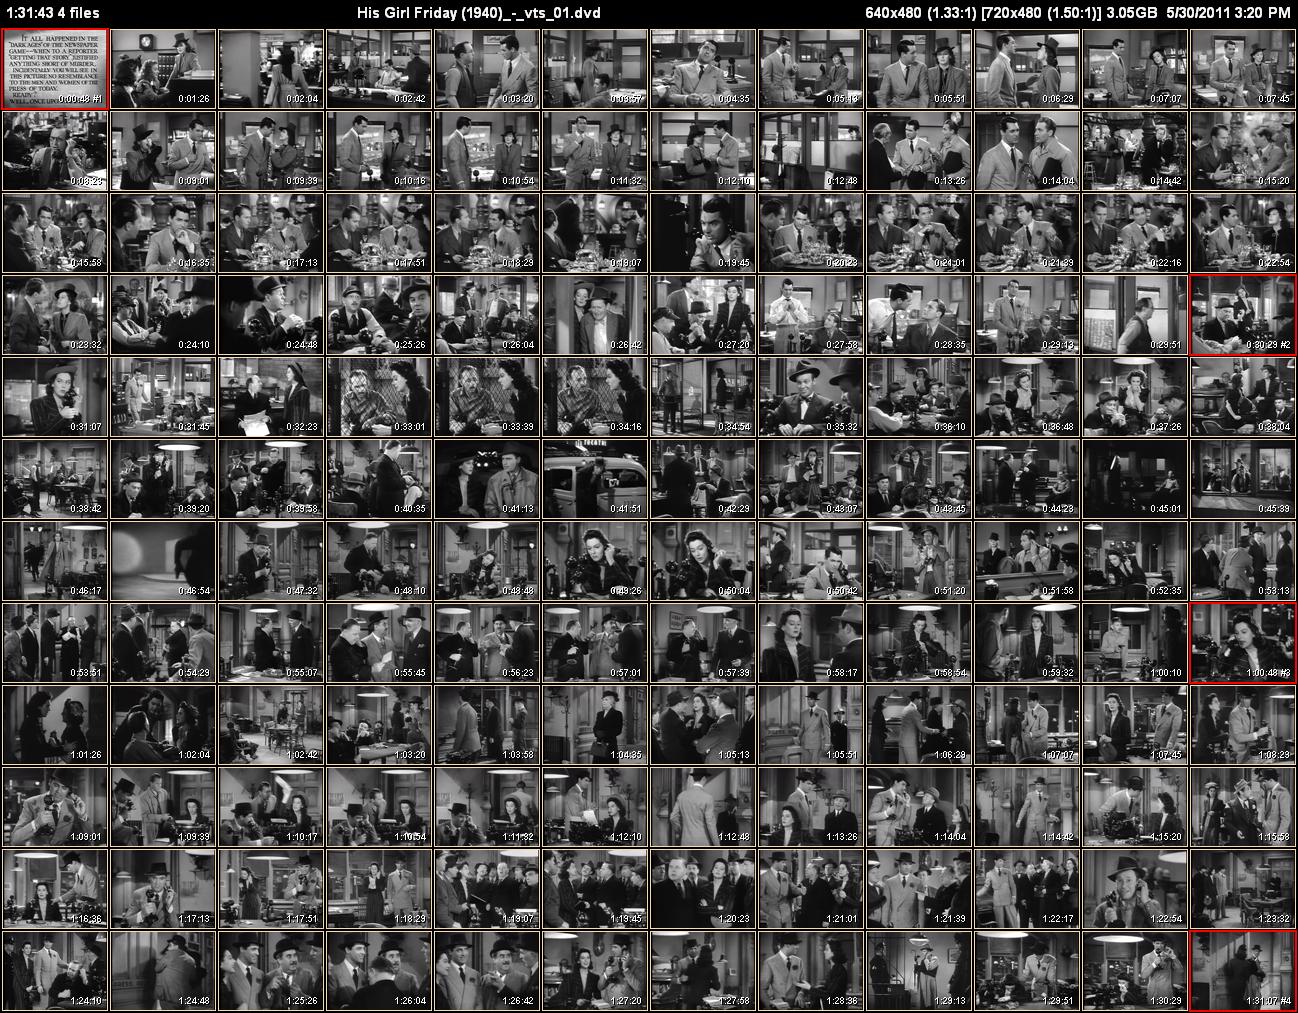 1:31:43 4 files
His Girl Friday (1940)_-_vts_01.dvd
640x480 (1.33:1) [720x480 (1.50:1)] 3.05GB 5/30/2011 3:20 PM
IT ALL HAPPENED IN THE
"DARK AGES" OF THE NEWSPAPER
GAME--WHEN TO A REPORTER
"GETTING THAT STORY" JUSTIFIED
ANYTHING SHORT OF MURDER.
INCIDENTALLY YOU WILL SEE IN
THIS PICTURE NO RESEMBLANCE
TO THE MEN AND WOMEN OF THE
PRESS OF TODAY.
READY?
WELL, ONCE UPO
0:00:48 #1 0:01:26 0:02:04 0:02:42 0:03:20 0:03:57 0:04:35 0:05:13 0:05:51 0:06:29 0:07:07 0:07:45
0:08:23 0:09:01 0:09:39 0:10:16 0:10:54 0:11:32 0:12:10 0:12:48 0:13:26 0:14:04 0:14:42 0:15:20
0:15:58 0:16:35 0:17:13 0:17:51 0:18:29 0:19:07 0:19:45 0:20:23 0:21:01 0:21:39 0:22:16 0:22:54
0:23:32 0:24:10 0:24:48 0:25:26 0:26:04 0:26:42 0:27:20 0:27:58 0:28:35 0:29:13 0:29:51 0:30:29 #2
0:31:07 0:31:45 0:32:23 0:33:01 0:33:39 0:34:16 0:34:54 0:35:32 0:36:10 0:36:48 0:37:26 0:38:04
0:38:42 0:39:20 0:39:58 0:40:35 0:41:13 0:41:51 0:42:29 0:43:07 0:43:45 0:44:23 0:45:01 0:45:39
0:46:17 0:46:54 0:47:32 0:48:10 0:48:48 0:49:26 0:50:04 0:50:42 0:51:20 0:51:58 0:52:35 0:53:13
0:53:51 0:54:29 0:55:07 0:55:45 0:56:23 0:57:01 0:57:39 0:58:17 0:58:54 0:59:32 1:00:10 1:00:48 #3
1:01:26 1:02:04 1:02:42 1:03:20 1:03:58 1:04:35 1:05:13 1:05:51 1:06:29 1:07:07 1:07:45 1:08:23
1:09:01 1:09:39 1:10:17 1:10:54 1:11:32 1:12:10 1:12:48 1:13:26 1:14:04 1:14:42 1:15:20 1:15:58
1:16:36 1:17:13 1:17:51 1:18:29 1:19:07 1:19:45 1:20:23 1:21:01 1:21:39 1:22:17 1:22:54 1:23:32
1:24:10 1:24:48 1:25:26 1:26:04 1:26:42 1:27:20 1:27:58 1:28:36 1:29:13 1:29:51 1:30:29 1:31:07 #4